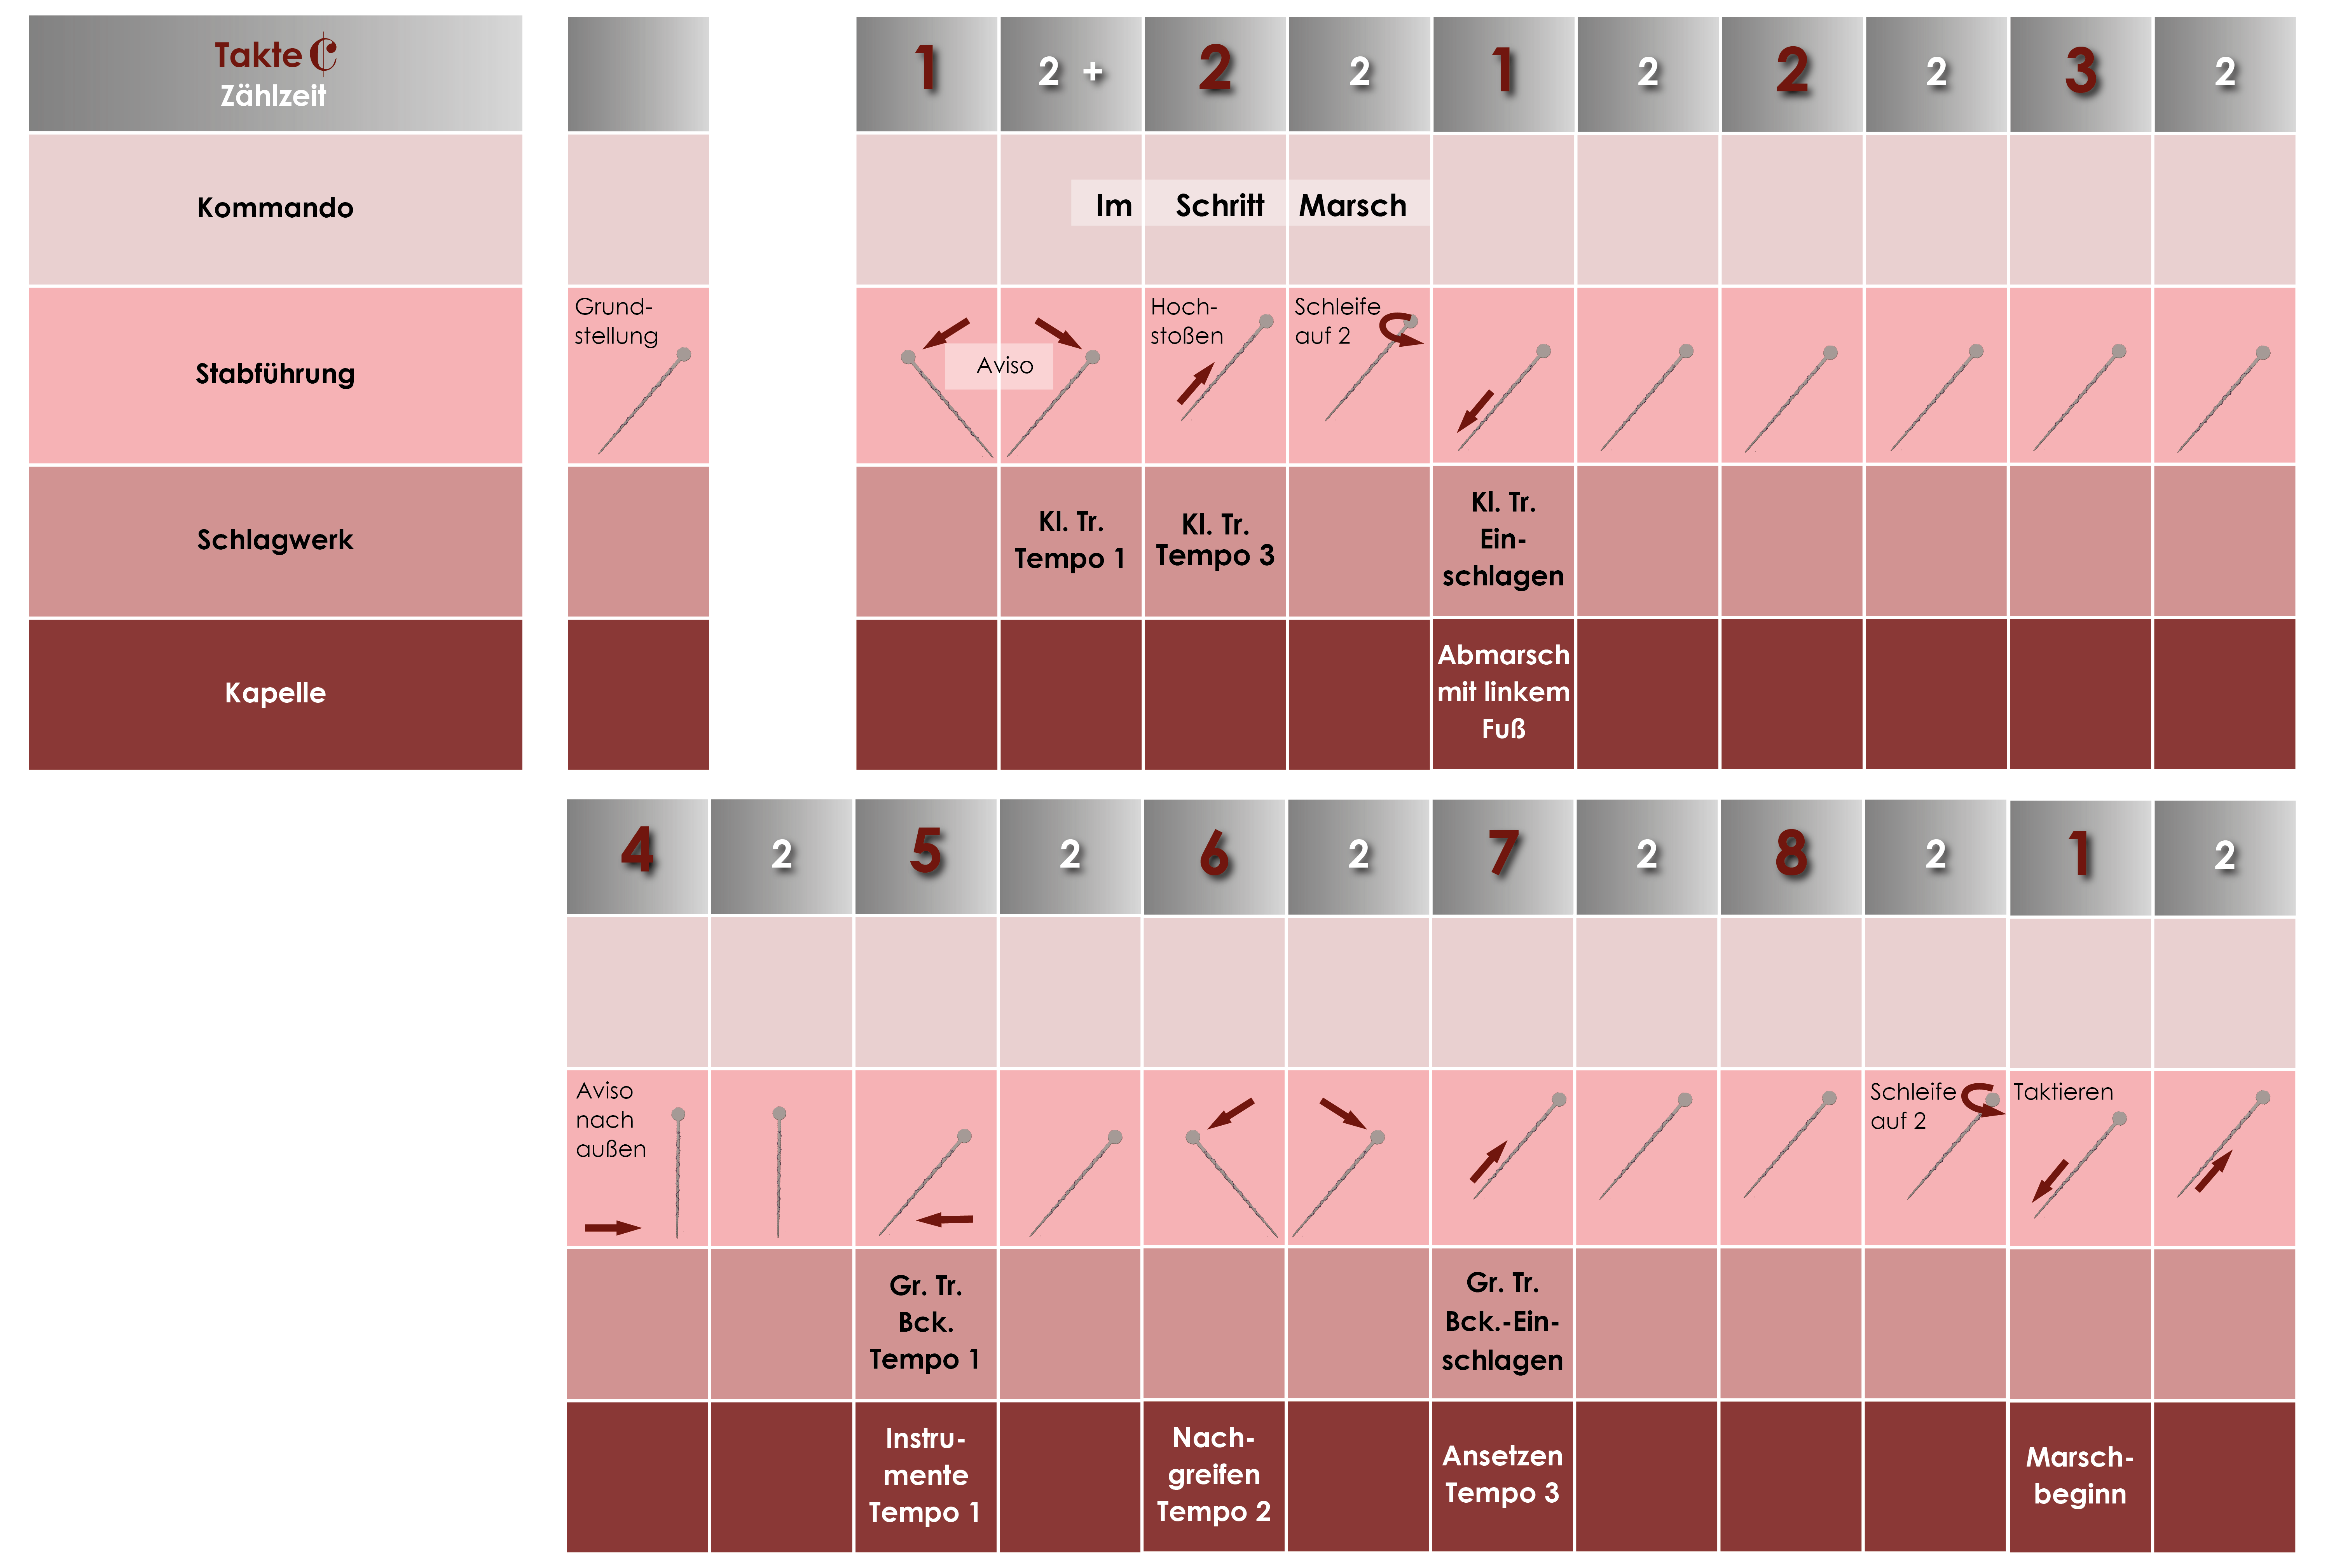 Takte ¢
Zählzeit
1 2 + 2 2 1 2 2 2 3 2
Kommando
Im Schritt Marsch
Stabführung
Grund-
stellung
Aviso
Hoch-
stoßen
Schleife
auf 2
Schlagwerk
Kl. Tr.
Tempo 1
Kl. Tr.
Tempo 3
Kl. Tr.
Ein-
schlagen
Kapelle
Abmarsch
mit linkem
Fuß
4 2 5 2 6 2 7 2 8 2 1 2
Aviso
nach
außen
Schleife
auf 2
Taktieren
Gr. Tr.
Bck.
Tempo 1
Gr. Tr.
Bck.-Ein-
schlagen
Instru-
mente
Tempo 1
Nach-
greifen
Tempo 2
Ansetzen
Tempo 3
Marsch-
beginn